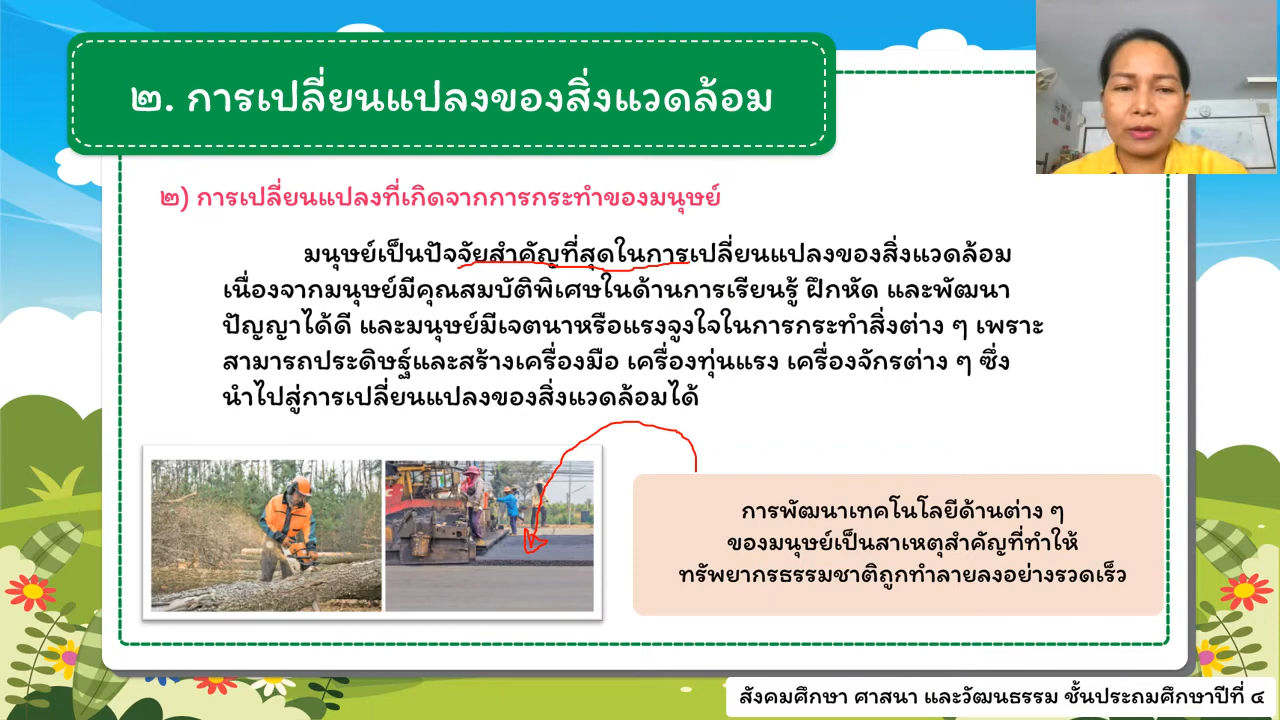 ๒. การเปลี่ยนแปลงของสิ่งแวดล้อม
๒) การเปลี่ยนแปลงที่เกิดจากการกระทำของมนุษย์
มนุษย์เป็นปัจจัยสำคัญที่สุดในการเปลี่ยนแปลงของสิ่งแวดล้อม
เนื่องจากมนุษย์มีคุณสมบัติพิเศษในด้านการเรียนรู้ ฝึกหัด และพัฒนา
ปัญญาได้ดี และมนุษย์มีเจตนาหรือแรงจูงใจในการกระทำสิ่งต่าง ๆ เพราะ
สามารถประดิษฐ์และสร้างเครื่องมือ เครื่องทุ่นแรง เครื่องจักรต่าง ๆ ซึ่ง
นำไปสู่การเปลี่ยนแปลงของสิ่งแวดล้อมได้
การพัฒนาเทคโนโลยีด้านต่าง ๆ
ของมนุษย์เป็นสาเหตุสำคัญที่ทำให้
ทรัพยากรธรรมชาติถูกทำลายลงอย่างรวดเร็ว
สังคมศึกษา ศาสนา และวัฒนธรรม ชั้นประถมศึกษาปีที่ ๔